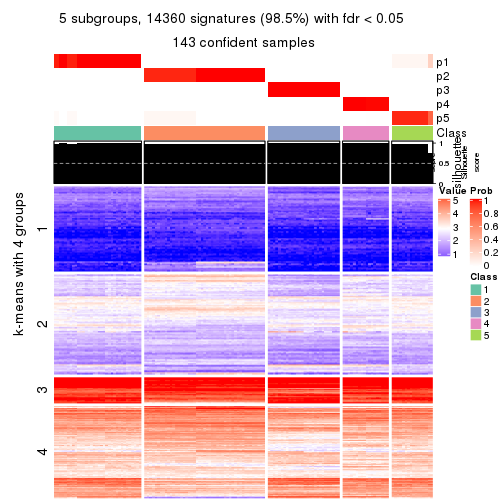 5 subgroups, 14360 signatures (98.5%) with fdr < 0.05
143 confident samples
p1
p2
p3
p4
p5
Class
1
0.5
0
silhouette
Silhouette
score
k-means with 4 groups
1
2
3
4
Value
5
4
3
2
1
Prob
1
0.8
0.6
0.4
0.2
0
Class
1
2
3
4
5